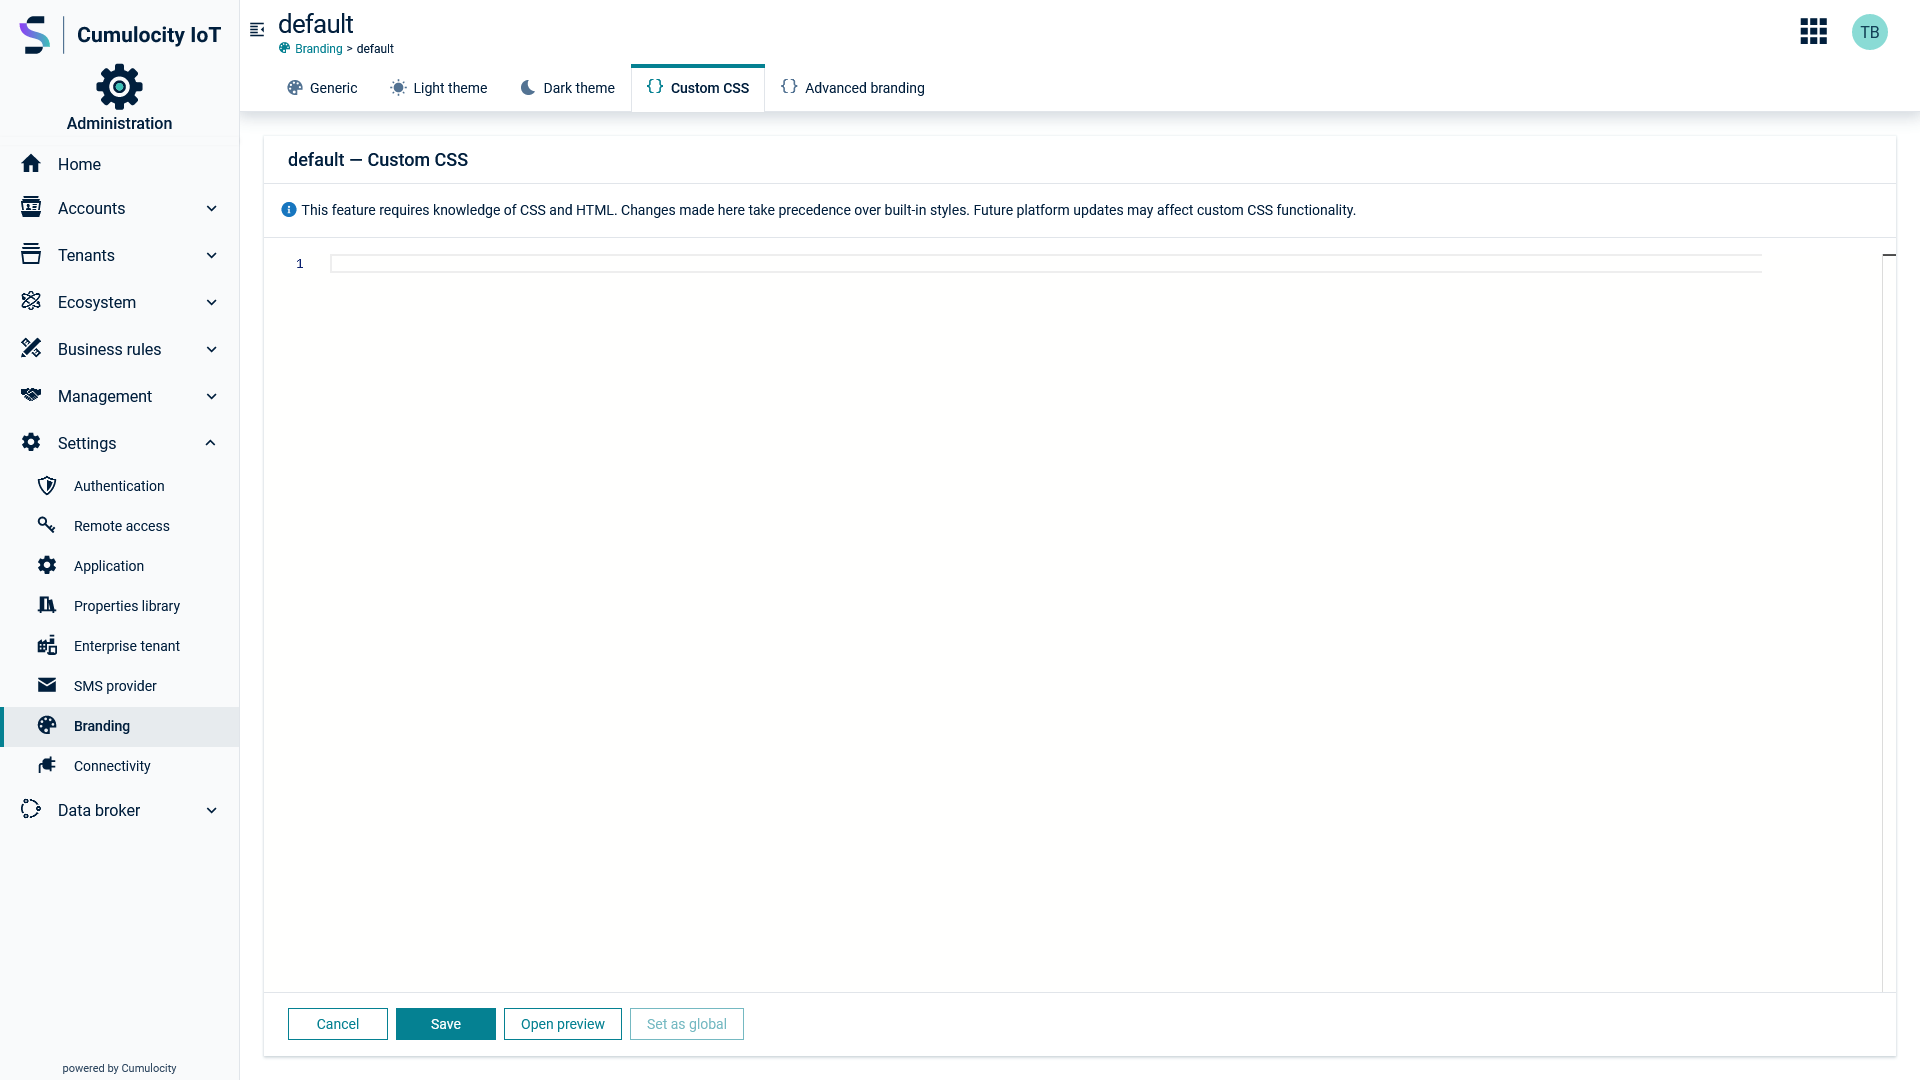 Cumulocity IoT
Administration
Home
Accounts
Tenants
Ecosystem
Business rules
Management
Settings
Authentication
Remote access
Application
Properties library
Enterprise tenant
SMS provider
Branding
Connectivity
Data broker
powered by Cumulocity
default
Branding > default
TB
Generic
Light theme
Dark theme
{} Custom CSS
{} Advanced branding
default — Custom CSS
This feature requires knowledge of CSS and HTML. Changes made here take precedence over built-in styles. Future platform updates may affect custom CSS functionality.
1
Cancel
Save
Open preview
Set as global